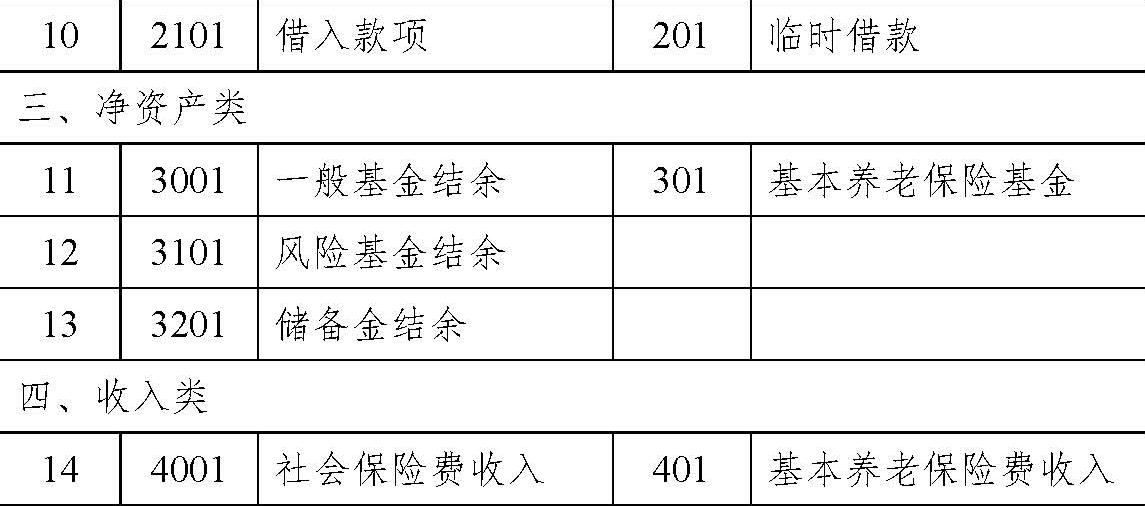 10 2101 借入款项 201 临时借款
三、净资产类
11 3001 一般基金结余 301 基本养老保险基金
12 3101 风险基金结余
13 3201 储备金结余
四、收入类
14 4001 社会保险费收入 401 基本养老保险费收入